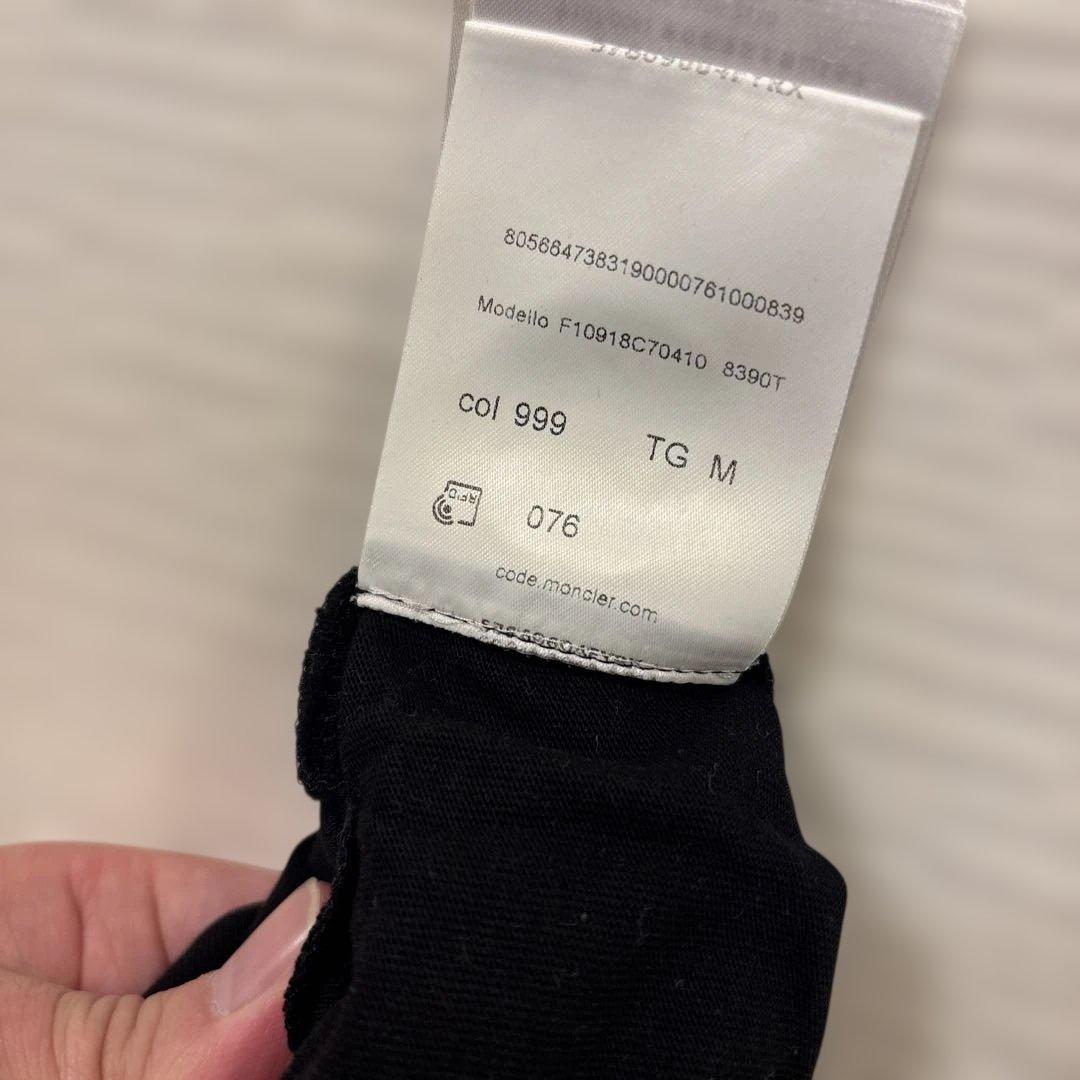 8056647383190000761000839
Modello F10918C70410 8390T
col 999 TG M
RFID
076
code.moncler.com